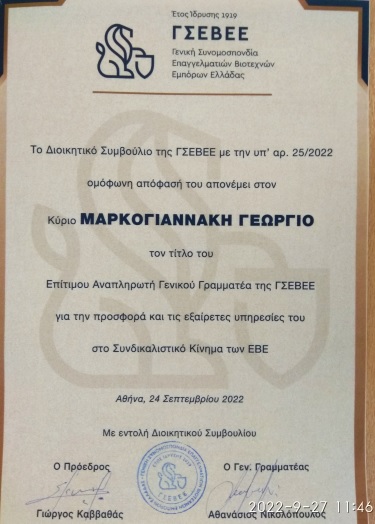 Έτος Ίδρυσης 1919
ΓΣΕΒΕΕ
Γενική Συνομοσπονδία
Επαγγελματιών Βιοτεχνών
Εμπόρων Ελλάδας
Το Διοικητικό Συμβούλιο της ΓΣΕΒΕΕ με την υπ’ αρ. 25/2022
ομόφωνη απόφασή του απονέμει στον
Κύριο ΜΑΡΚΟΓΙΑΝΝΑΚΗ ΓΕΩΡΓΙΟ
τον τίτλο του
Επίτιμου Αναπληρωτή Γενικού Γραμματέα της ΓΣΕΒΕΕ
για την προσφορά και τις εξαίρετες υπηρεσίες του
στο Συνδικαλιστικό Κίνημα των ΕΒΕ
Αθήνα, 24 Σεπτεμβρίου 2022
Με εντολή Διοικητικού Συμβουλίου
Ο Πρόεδρος
Ο Γεν. Γραμματέας
ΓΣΕΒΕΕ
Γιώργος Καββαθάς
Αθανάσιος Νικολόπουλος
2022-9-27 11:46